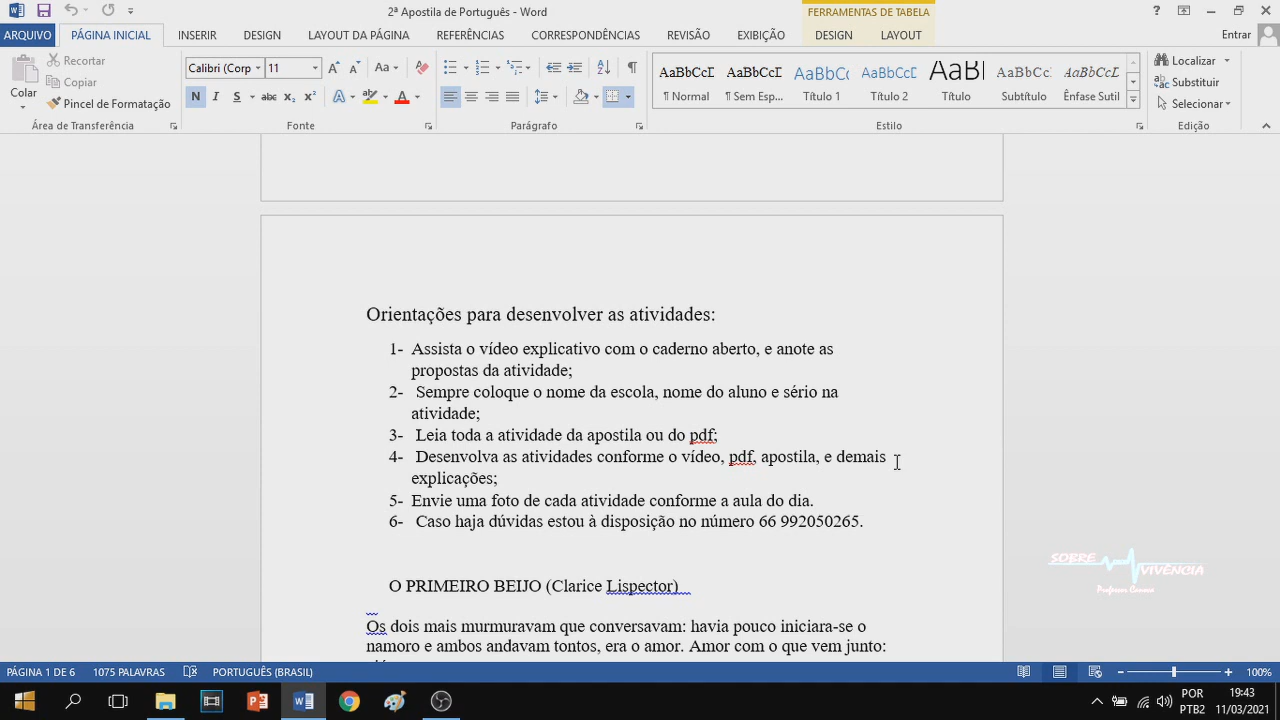 2ª Apostila de Português - Word
FERRAMENTAS DE TABELA
?
ARQUIVO PÁGINA INICIAL INSERIR DESIGN LAYOUT DA PÁGINA REFERÊNCIAS CORRESPONDÊNCIAS REVISÃO EXIBIÇÃO DESIGN LAYOUT Entrar
Colar
Recortar
Copiar
Pincel de Formatação
Área de Transferência
Calibri (Corp 11 Aa
N I S abc x₂ x² A A
Fonte
Parágrafo
AaBbCcI AaBbCcI AaBbC( AaBbCcI AaBI AaBbCcI AaBbCcI
¶ Normal ¶ Sem Esp... Título 1 Título 2 Título Subtítulo Ênfase Sutil
Estilo
Localizar
Substituir
Selecionar
Edição
Orientações para desenvolver as atividades:
1- Assista o vídeo explicativo com o caderno aberto, e anote as
propostas da atividade;
2- Sempre coloque o nome da escola, nome do aluno e sério na
atividade;
3- Leia toda a atividade da apostila ou do pdf;
4- Desenvolva as atividades conforme o vídeo, pdf, apostila, e demais
explicações;
5- Envie uma foto de cada atividade conforme a aula do dia.
6- Caso haja dúvidas estou à disposição no número 66 992050265.
O PRIMEIRO BEIJO (Clarice Lispector)
Os dois mais murmuravam que conversavam: havia pouco iniciara-se o
namoro e ambos andavam tontos, era o amor. Amor com o que vem junto:
SOBRE
VIVÊNCIA
PÁGINA 1 DE 6 1075 PALAVRAS PORTUGUÊS (BRASIL) 100%
POR
PTB2
19:43
11/03/2021